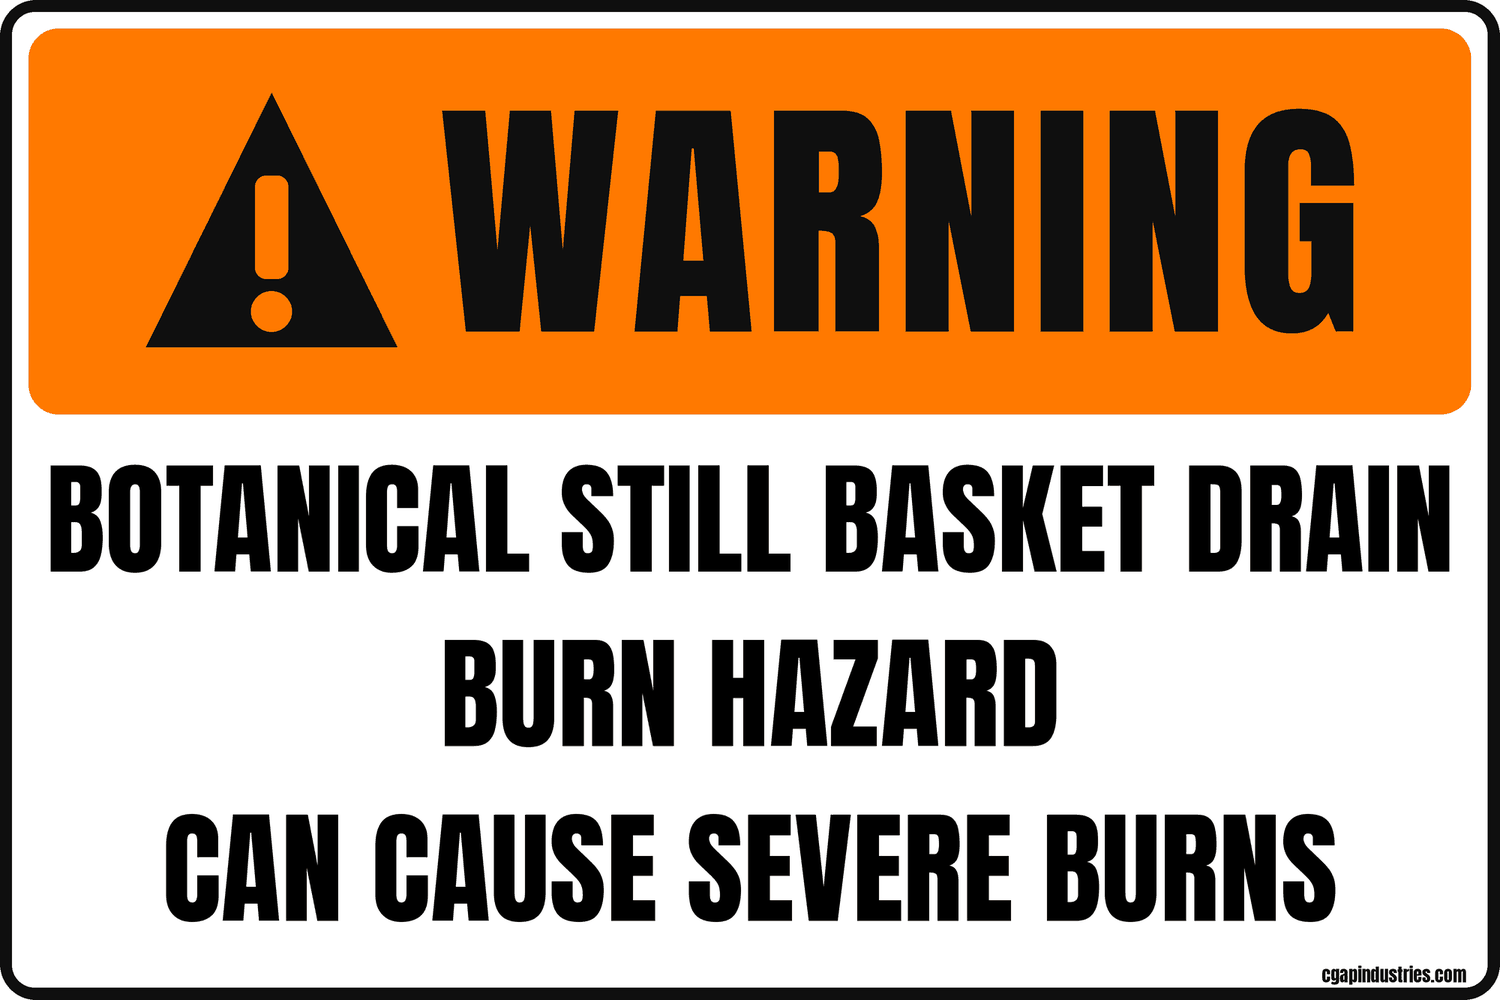 WARNING
BOTANICAL STILL BASKET DRAIN
BURN HAZARD
CAN CAUSE SEVERE BURNS
cgapindustries.com